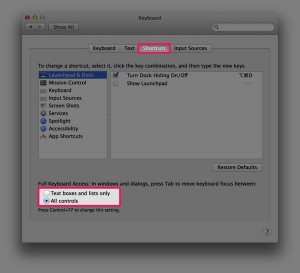 Keyboard
Show All
Keyboard Text Shortcuts Input Sources
To change a shortcut, select it, click the key combination, and then type the new keys.
Launchpad & Dock
Mission Control
Keyboard
Input Sources
Screen Shots
Services
Spotlight
Accessibility
App Shortcuts
Turn Dock Hiding On/Off ⌥⌘D
Show Launchpad
Restore Defaults
Full Keyboard Access: In windows and dialogs, press Tab to move keyboard focus between:
Text boxes and lists only
All controls
Press Control+F7 to change this setting.
?